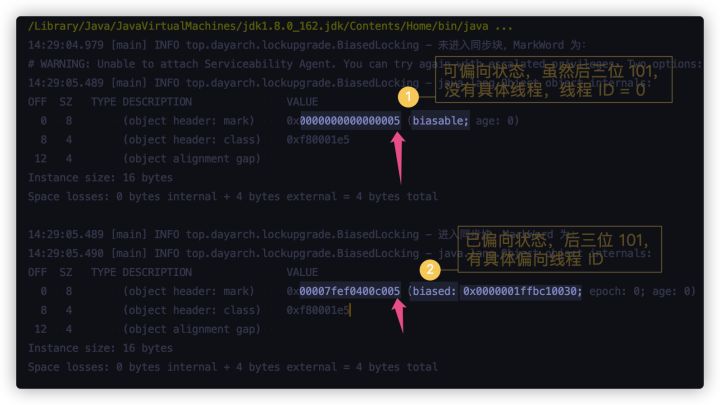 /Library/Java/JavaVirtualMachines/jdk1.8.0_162.jdk/Contents/Home/bin/java ...
14:29:04.979 [main] INFO top.dayarch.lockupgrade.BiasedLocking - 未进入同步块，MarkWord 为：
# WARNING: Unable to attach Serviceability Agent. You can try again with escalated privileges. Two options:
可偏向状态，虽然后三位 101，
14:29:05.489 [main] INFO top.dayarch.lockupgrade.BiasedLocking - java.lang.Object object internals:
1
没有具体线程，线程 ID = 0
OFF SZ TYPE DESCRIPTION VALUE
0 8 (object header: mark) 0x0000000000000005 (biasable; age: 0)
8 4 (object header: class) 0xf80001e5
12 4 (object alignment gap)
Instance size: 16 bytes
Space losses: 0 bytes internal + 4 bytes external = 4 bytes total
14:29:05.489 [main] INFO top.dayarch.lockupgrade.BiasedLocking - 进入同步块，MarkWord 为：
已偏向状态，后三位 101，
14:29:05.490 [main] INFO top.dayarch.lockupgrade.BiasedLocking - java.lang.Object object internals:
2
有具体偏向线程 ID
OFF SZ TYPE DESCRIPTION VALUE
0 8 (object header: mark) 0x00007fef0400c005 (biased: 0x0000001ffbc10030; epoch: 0; age: 0)
8 4 (object header: class) 0xf80001e5
12 4 (object alignment gap)
Instance size: 16 bytes
Space losses: 0 bytes internal + 4 bytes external = 4 bytes total